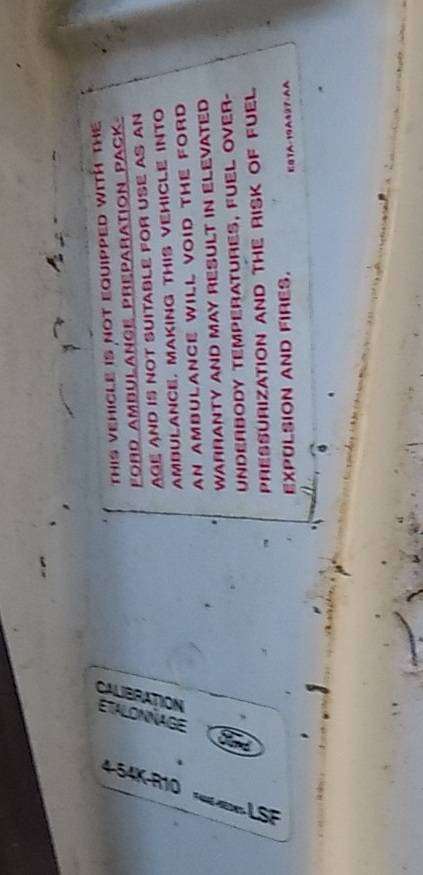 THIS VEHICLE IS NOT EQUIPPED WITH THE
FORD AMBULANCE PREPARATION PACK-
AGE AND IS NOT SUITABLE FOR USE AS AN
AMBULANCE. MAKING THIS VEHICLE INTO
AN AMBULANCE WILL VOID THE FORD
WARRANTY AND MAY RESULT IN ELEVATED
UNDERBODY TEMPERATURES, FUEL OVER-
PRESSURIZATION AND THE RISK OF FUEL
EXPULSION AND FIRES.
CALIBRATION
ETALONNAGE
Ford
4-54K-R10
LSF